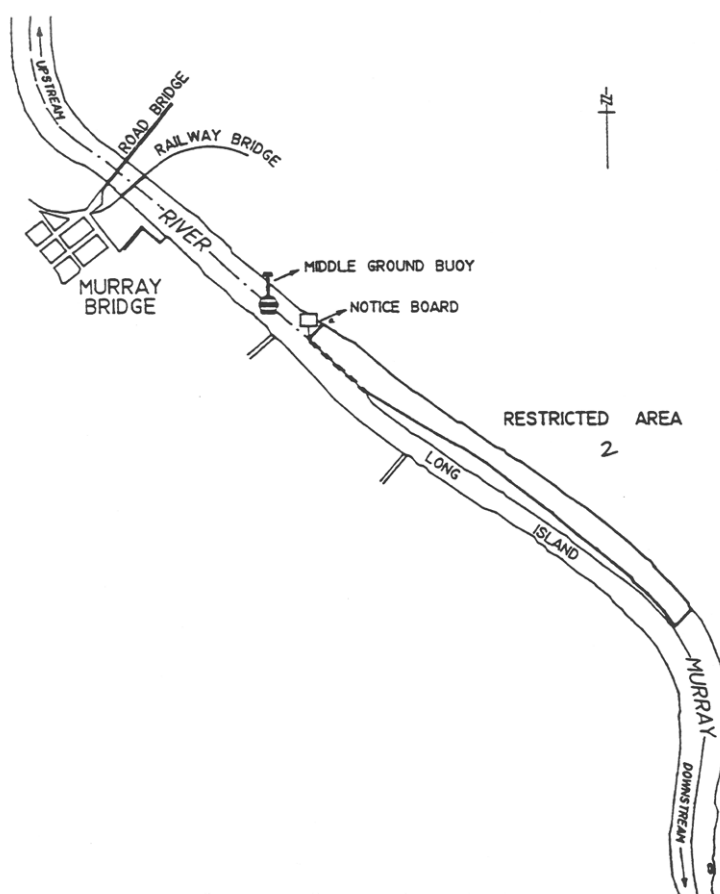 UPSTREAM
ROAD BRIDGE
RAILWAY BRIDGE
N
RIVER
MURRAY
BRIDGE
MIDDLE GROUND BUOY
NOTICE BOARD
RESTRICTED AREA
2
LONG
ISLAND
MURRAY
DOWNSTREAM